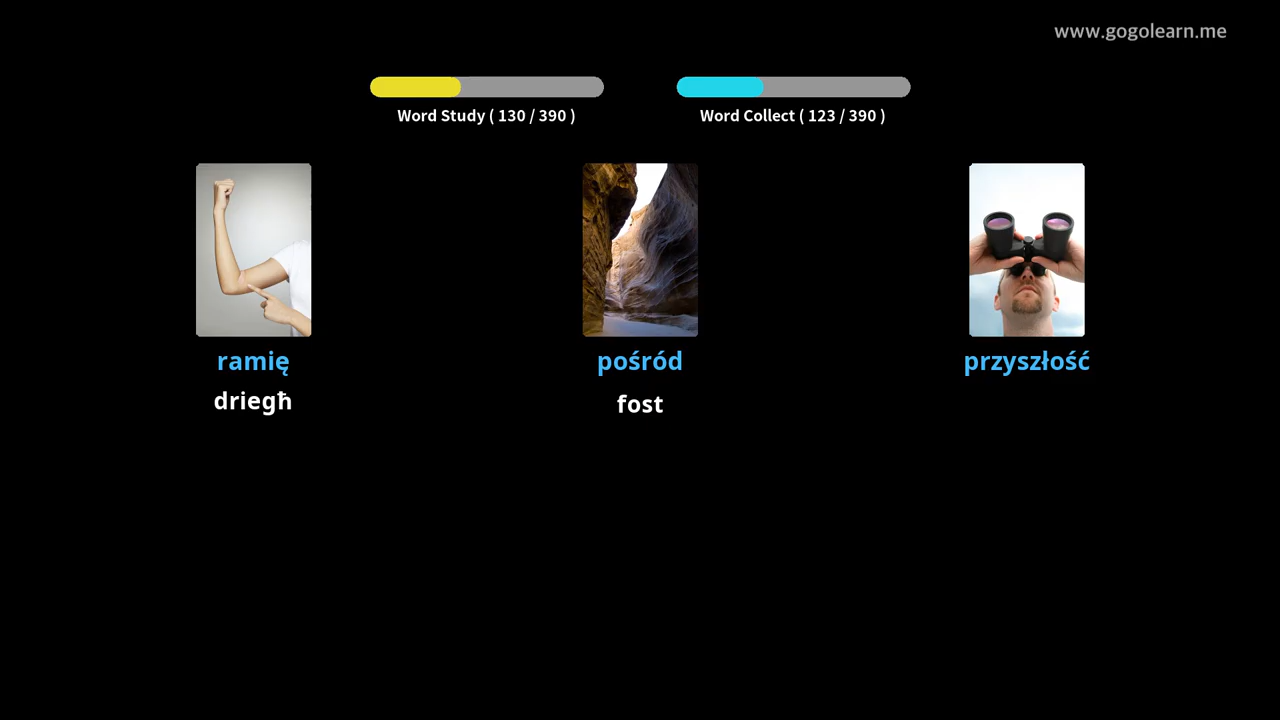 www.gogolearn.me
Word Study ( 130 / 390 )
Word Collect ( 123 / 390 )
ramię
pośród
przyszłość
driegħ
fost